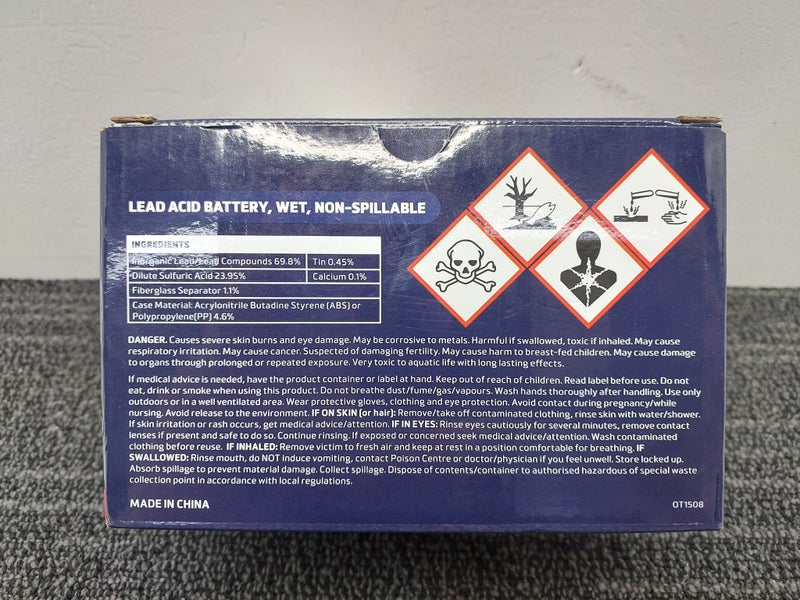 LEAD ACID BATTERY, WET, NON-SPILLABLE
INGREDIENTS
Inorganic Lead/Lead Compounds 69.8% Tin 0.45%
Dilute Sulfuric Acid 23.95% Calcium 0.1%
Fiberglass Separator 1.1%
Case Material: Acrylonitrile Butadine Styrene (ABS) or
Polypropylene(PP) 4.6%
DANGER. Causes severe skin burns and eye damage. May be corrosive to metals. Harmful if swallowed, toxic if inhaled. May cause
respiratory irritation. May cause cancer. Suspected of damaging fertility. May cause harm to breast-fed children. May cause damage
to organs through prolonged or repeated exposure. Very toxic to aquatic life with long lasting effects.
If medical advice is needed, have the product container or label at hand. Keep out of reach of children. Read label before use. Do not
eat, drink or smoke when using this product. Do not breathe dust/fume/gas/vapours. Wash hands thoroughly after handling. Use only
outdoors or in a well ventilated area. Wear protective gloves, clothing and eye protection. Avoid contact during pregnancy/while
nursing. Avoid release to the environment. IF ON SKIN (or hair): Remove/take off contaminated clothing, rinse skin with water/shower.
If skin irritation or rash occurs, get medical advice/attention. IF IN EYES: Rinse eyes cautiously for several minutes, remove contact
lenses if present and safe to do so. Continue rinsing. If exposed or concerned seek medical advice/attention. Wash contaminated
clothing before reuse. IF INHALED: Remove victim to fresh air and keep at rest in a position comfortable for breathing. IF
SWALLOWED: Rinse mouth, do NOT induce vomiting, contact Poison Centre or doctor/physician if you feel unwell. Store locked up.
Absorb spillage to prevent material damage. Collect spillage. Dispose of contents/container to authorised hazardous of special waste
collection point in accordance with local regulations.
MADE IN CHINA
OT1508